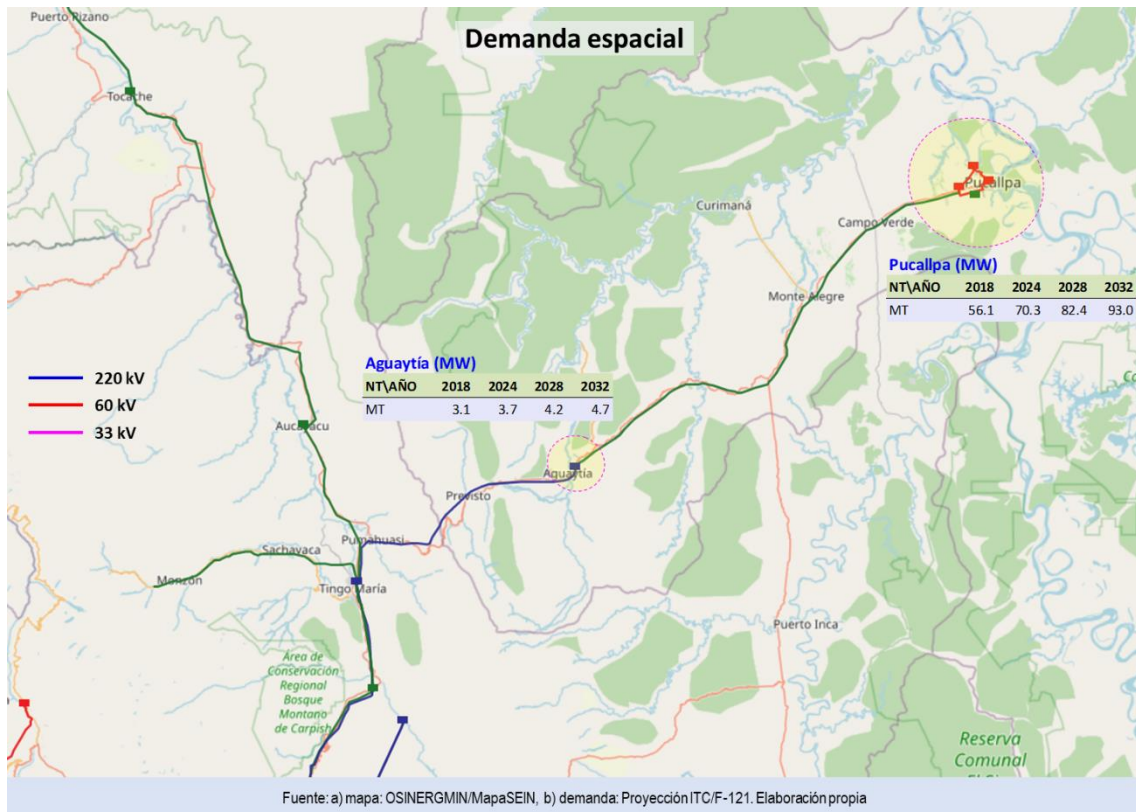 Demanda espacial
Puerto Pizano
Tocache
Pucallpa
Curimaná
Campo Verde
Pucallpa (MW)
NT\AÑO 2018 2024 2028 2032
MT 56.1 70.3 82.4 93.0
Monte Alegre
Aguaytía (MW)
NT\AÑO 2018 2024 2028 2032
MT 3.1 3.7 4.2 4.7
220 kV
60 kV
33 kV
Aucayacu
Aguaytía
Previsto
Pumahuasi
Sachavaca
Monzón
Tingo María
Puerto Inca
Área de
Conservación
Regional
Bosque
Montano
de Carpish
Reserva
Comunal
Fuente: a) mapa: OSINERGMIN/MapaSEIN, b) demanda: Proyección ITC/F-121. Elaboración propia